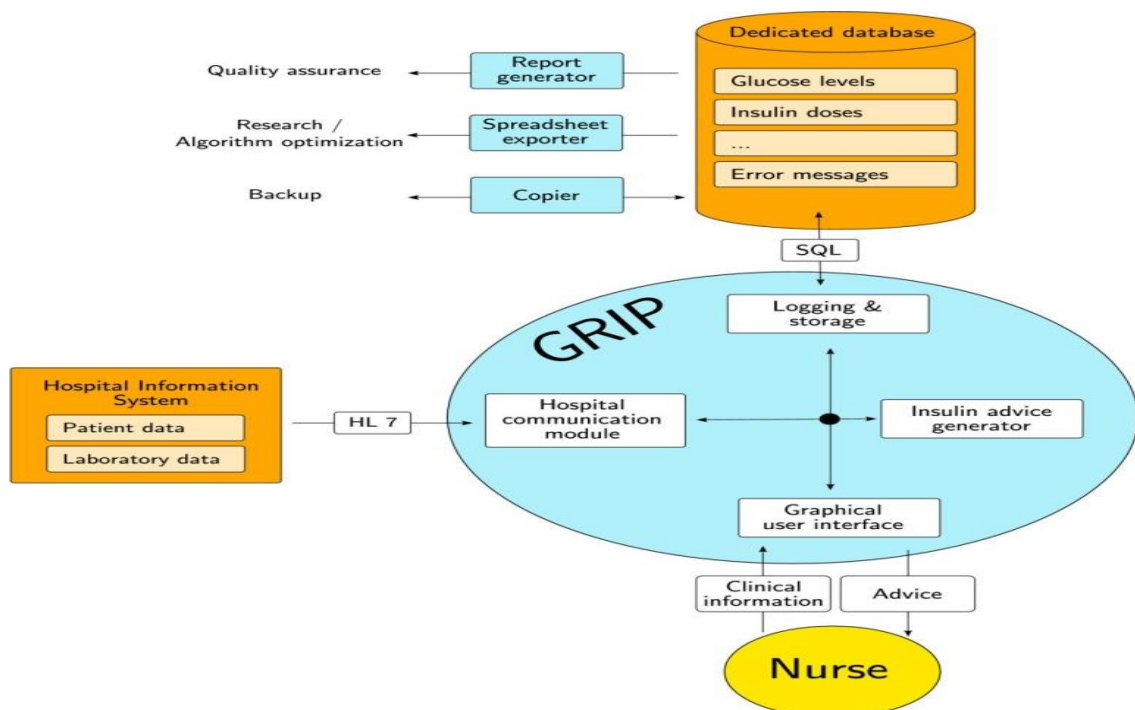 Dedicated database
Glucose levels
Insulin doses
...
Error messages
Quality assurance
Report
generator
Research /
Algorithm optimization
Spreadsheet
exporter
Backup
Copier
SQL
GRIP
Logging &
storage
Hospital Information
System
Patient data
Laboratory data
HL 7
Hospital
communication
module
Insulin advice
generator
Graphical
user interface
Clinical
information
Advice
Nurse